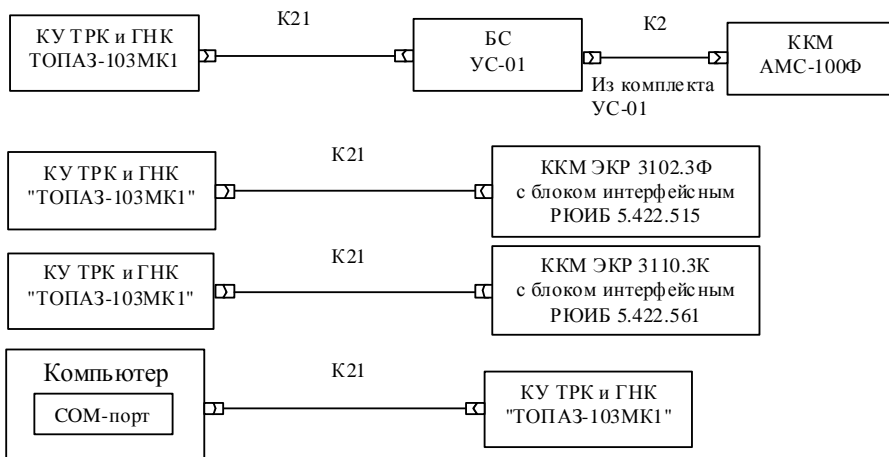 К21
К2
КУ ТРК и ГНК
ТОПАЗ-103МК1
БС
УС-01
ККМ
АМС-100Ф
Из комплекта
УС-01
К21
КУ ТРК и ГНК
"ТОПАЗ-103МК1"
ККМ ЭКР 3102.3Ф
с блоком интерфейсным
РЮИБ 5.422.515
К21
КУ ТРК и ГНК
"ТОПАЗ-103МК1"
ККМ ЭКР 3110.3К
с блоком интерфейсным
РЮИБ 5.422.561
Компьютер
COM-порт
К21
КУ ТРК и ГНК
"ТОПАЗ-103МК1"